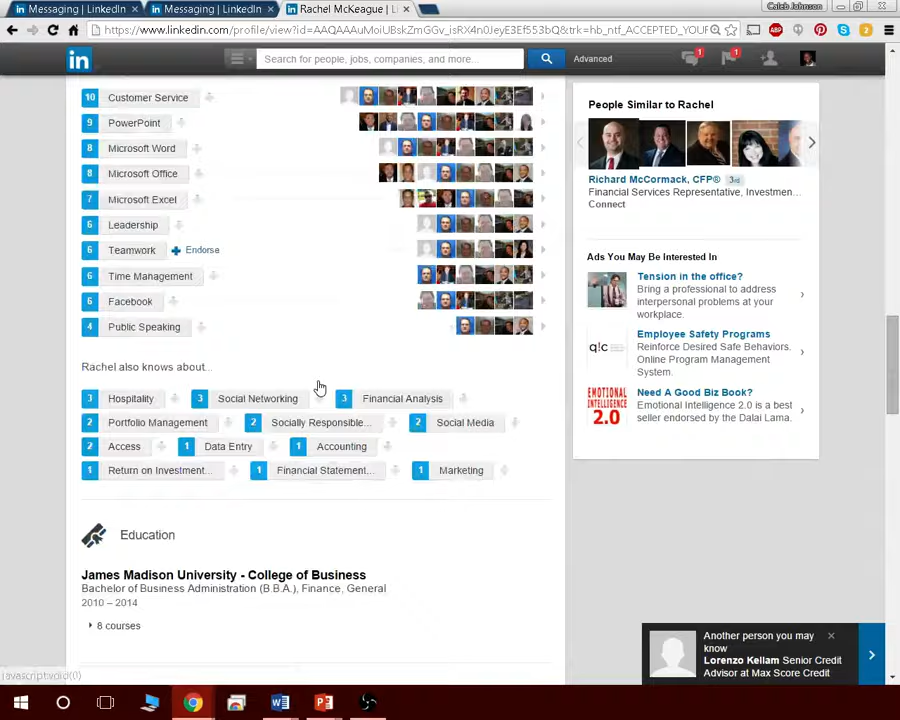 Messaging | LinkedIn
Messaging | LinkedIn
Rachel McKeague | Li
Caleb Johnson
https://www.linkedin.com/profile/view?id=AAQAAAuMoiUBskZmGGv_isRX4n0JeyE3Ef553bQ&trk=hb_ntf_ACCEPTED_YOUR
ABP
in
Search for people, jobs, companies, and more...
Advanced
1
1
10 Customer Service
9 PowerPoint
8 Microsoft Word
8 Microsoft Office
7 Microsoft Excel
6 Leadership
6 Teamwork
Endorse
6 Time Management
6 Facebook
4 Public Speaking
Rachel also knows about...
3 Hospitality
3 Social Networking
3 Financial Analysis
2 Portfolio Management
2 Socially Responsible...
2 Social Media
2 Access
1 Data Entry
1 Accounting
1 Return on Investment...
1 Financial Statement...
1 Marketing
Education
James Madison University - College of Business
Bachelor of Business Administration (B.B.A.), Finance, General
2010 – 2014
8 courses
People Similar to Rachel
Richard McCormack, CFP® 3rd
Financial Services Representative, Investmen...
Connect
Ads You May Be Interested In
Tension in the office?
Bring a professional to address
interpersonal problems at your
workplace.
q!c
Employee Safety Programs
Reinforce Desired Safe Behaviors.
Online Program Management
System.
EMOTIONAL
INTELLIGENCE
2.0
Need A Good Biz Book?
Emotional Intelligence 2.0 is a best
seller endorsed by the Dalai Lama.
Another person you may
know
Lorenzo Kellam Senior Credit
Advisor at Max Score Credit
javascript:void(0)